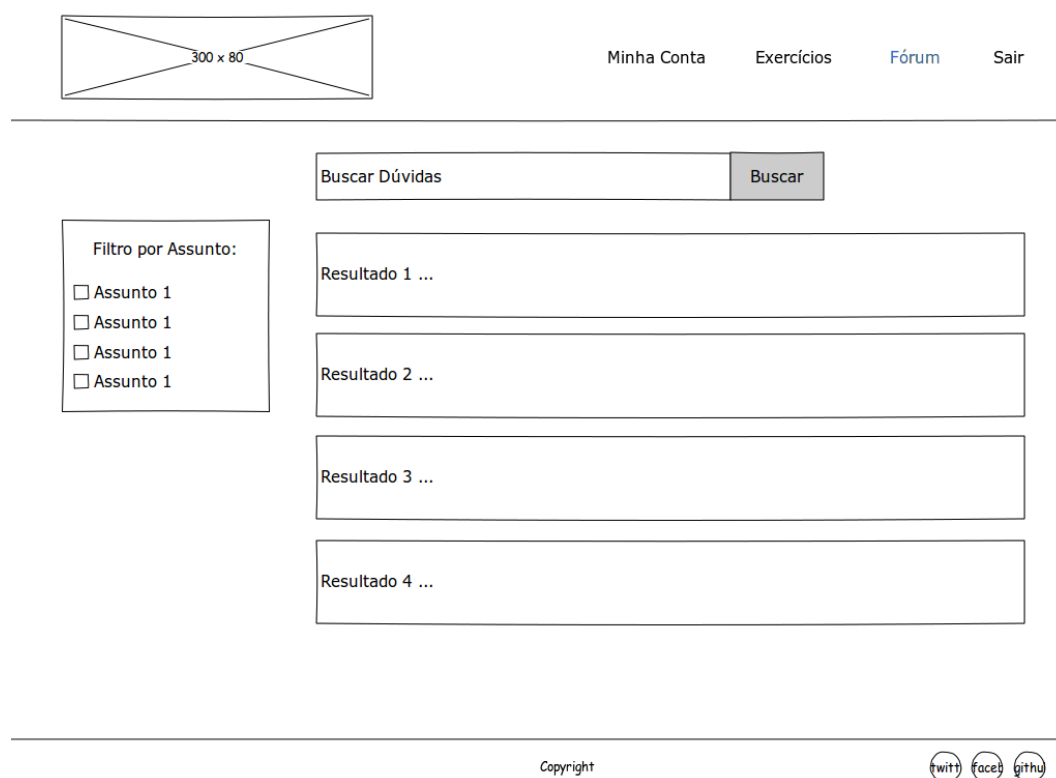 300 x 80
Minha Conta Exercícios Fórum Sair
Buscar Dúvidas Buscar
Filtro por Assunto:
Assunto 1
Assunto 1
Assunto 1
Assunto 1
Resultado 1 ...
Resultado 2 ...
Resultado 3 ...
Resultado 4 ...
Copyright twitt faceb githu